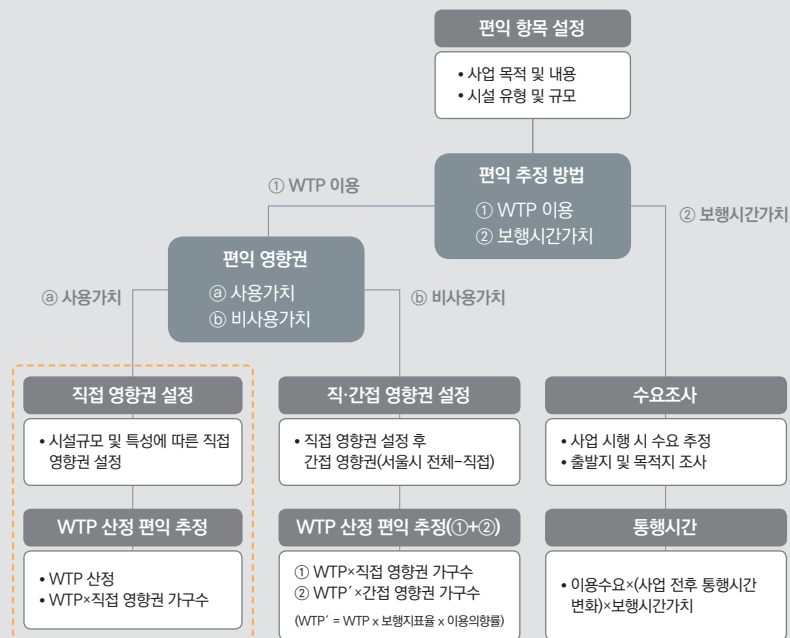 편익 항목 설정
• 사업 목적 및 내용
• 시설 유형 및 규모
편익 추정 방법
① WTP 이용
② 보행시간가치
① WTP 이용
② 보행시간가치
편익 영향권
ⓐ 사용가치
ⓑ 비사용가치
ⓐ 사용가치
ⓑ 비사용가치
직접 영향권 설정
• 시설규모 및 특성에 따른 직접
영향권 설정
WTP 산정 편익 추정
• WTP 산정
• WTP×직접 영향권 가구수
직·간접 영향권 설정
• 직접 영향권 설정 후
간접 영향권(서울시 전체-직접)
WTP 산정 편익 추정(①+②)
① WTP×직접 영향권 가구수
② WTP´×간접 영향권 가구수
(WTP´ = WTP x 보행지표율 x 이용의향률)
수요조사
• 사업 시행 시 수요 추정
• 출발지 및 목적지 조사
통행시간
• 이용수요×(사업 전후 통행시간
변화)×보행시간가치